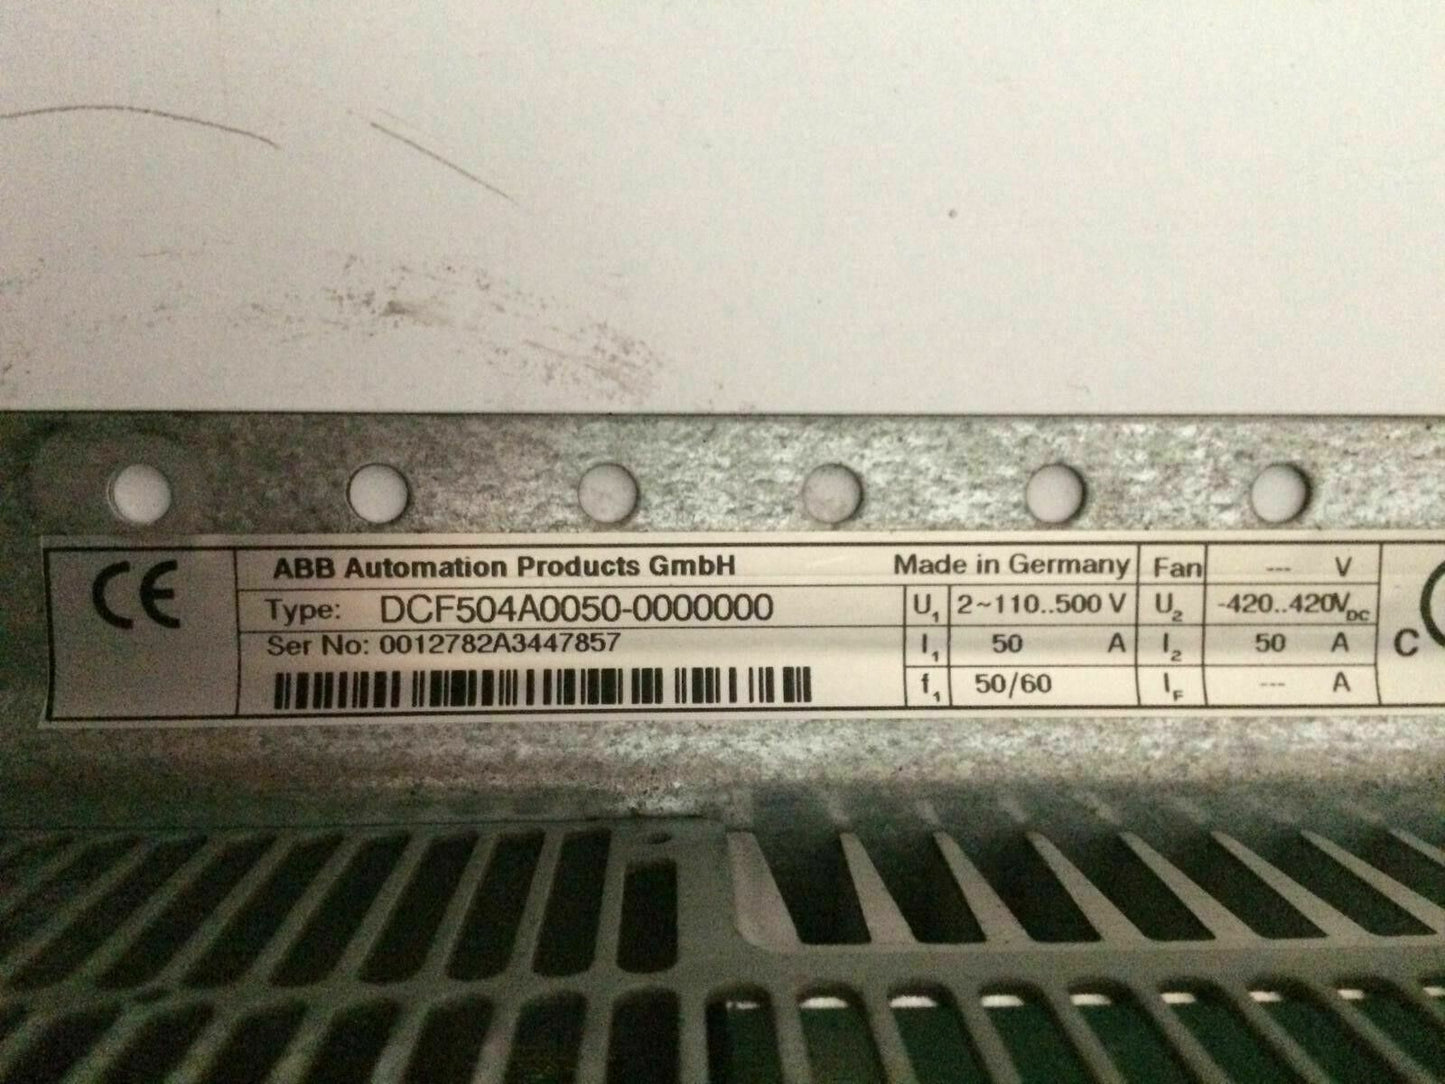 CE ABB Automation Products GmbH Made in Germany Fan --- V
Type: DCF504A0050-0000000 U1 2~110..500 V U2 -420..420VDC
Ser No: 0012782A3447857 I1 50 A I2 50 A C
f1 50/60 IF --- A